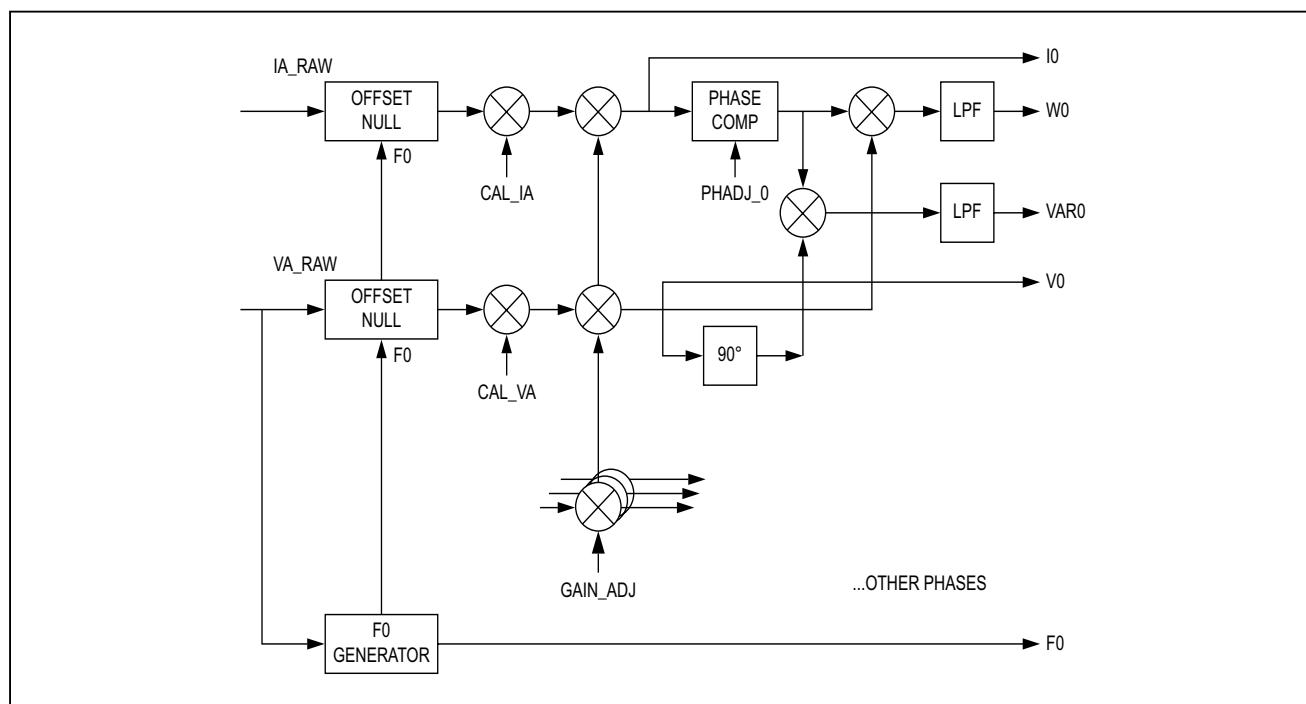 IA_RAW
OFFSET
NULL
F0
CAL_IA
PHASE
COMP
PHADJ_0
LPF
I0
W0
LPF
VAR0
VA_RAW
OFFSET
NULL
F0
CAL_VA
90°
V0
GAIN_ADJ
...OTHER PHASES
F0
GENERATOR
F0